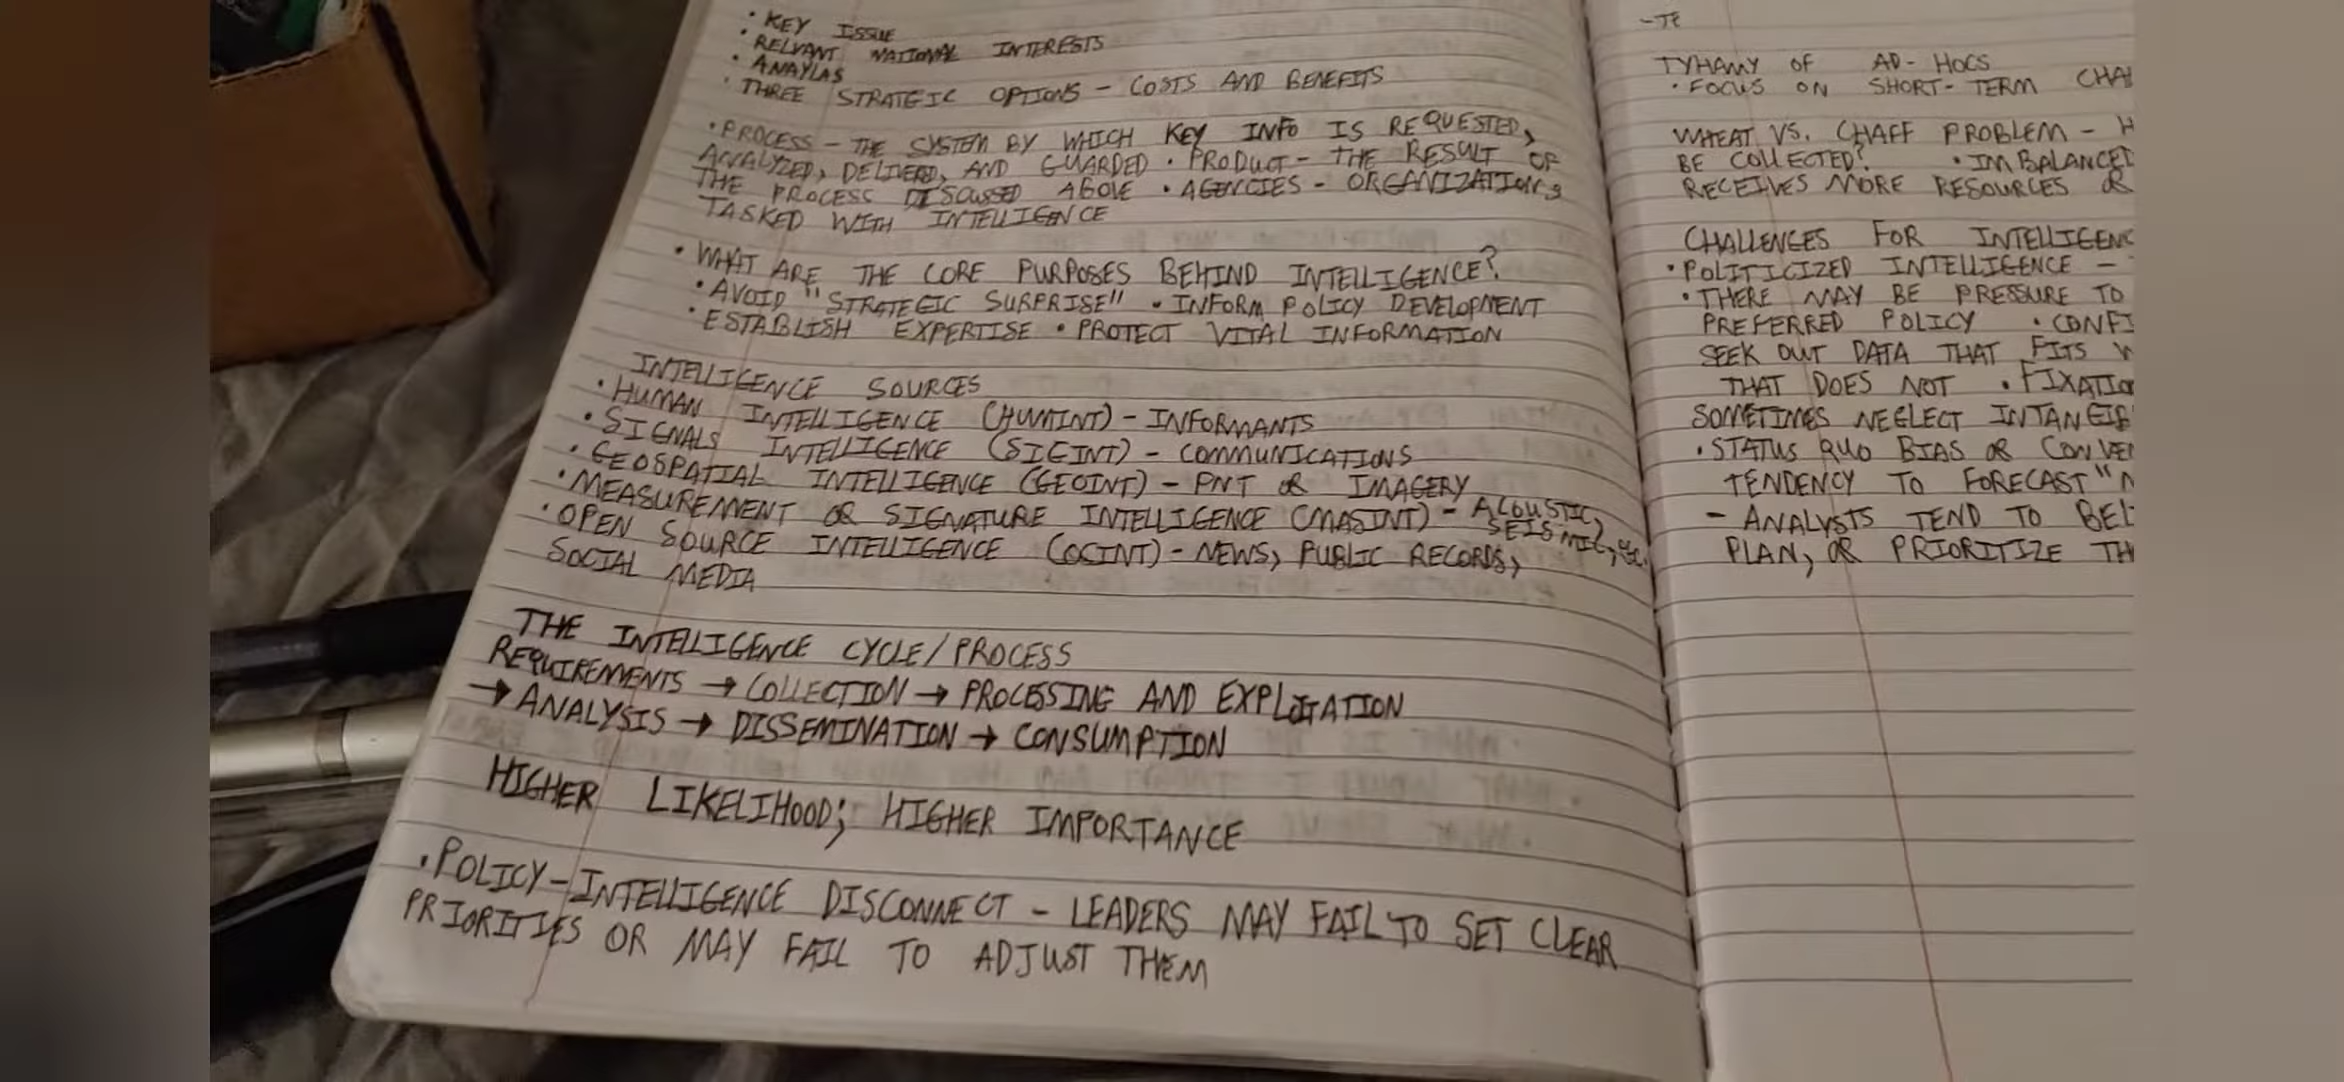 · KEY ISSUE
· RELVANT NATIONAL INTERESTS
· ANAYLAS
· THREE STRATEGIC OPTIONS - COSTS AND BENEFITS
· PROCESS - THE SYSTEM BY WHICH KEY INFO IS REQUESTED,
ANALYZED, DELIVERED, AND GUARDED · PRODUCT - THE RESULT OF
THE PROCESS DISCUSSED ABOVE · AGENCIES - ORGANIZATIONS
TASKED WITH INTELLIGENCE
· WHAT ARE THE CORE PURPOSES BEHIND INTELLIGENCE?
· AVOID "STRATEGIC SURPRISE" · INFORM POLICY DEVELOPMENT
· ESTABLISH EXPERTISE · PROTECT VITAL INFORMATION
INTELLIGENCE SOURCES
· HUMAN INTELLIGENCE (HUMINT) - INFORMANTS
· SIGNALS INTELLIGENCE (SIGINT) - COMMUNICATIONS
· GEOSPATIAL INTELLIGENCE (GEOINT) - PNT OR IMAGERY
· MEASUREMENT OR SIGNATURE INTELLIGENCE (MASINT) - ACOUSTIC,
SEISMIC, etc.
· OPEN SOURCE INTELLIGENCE (OSINT) - NEWS, PUBLIC RECORDS,
SOCIAL MEDIA
THE INTELLIGENCE CYCLE/PROCESS
REQUIREMENTS → COLLECTION → PROCESSING AND EXPLOITATION
→ ANALYSIS → DISSEMINATION → CONSUMPTION
HIGHER LIKELIHOOD; HIGHER IMPORTANCE
· POLICY-INTELLIGENCE DISCONNECT - LEADERS MAY FAIL TO SET CLEAR
PRIORITIES OR MAY FAIL TO ADJUST THEM
- TE
TYRANNY OF AD-HOCS
· FOCUS ON SHORT-TERM CHA
WHEAT VS. CHAFF PROBLEM - H
BE COLLECTED? · IMBALANCED
RECEIVES MORE RESOURCES OR
CHALLENGES FOR INTELLIGENC
· POLITICIZED INTELLIGENCE -
· THERE MAY BE PRESSURE TO
PREFERRED POLICY · CONFI
SEEK OUT DATA THAT FITS
THAT DOES NOT · FIXATIO
SOMETIMES NEGLECT INTANGIB
· STATUS QUO BIAS OR CONVEN
TENDENCY TO FORECAST "
- ANALYSTS TEND TO BEL
PLAN, OR PRIORITIZE TH